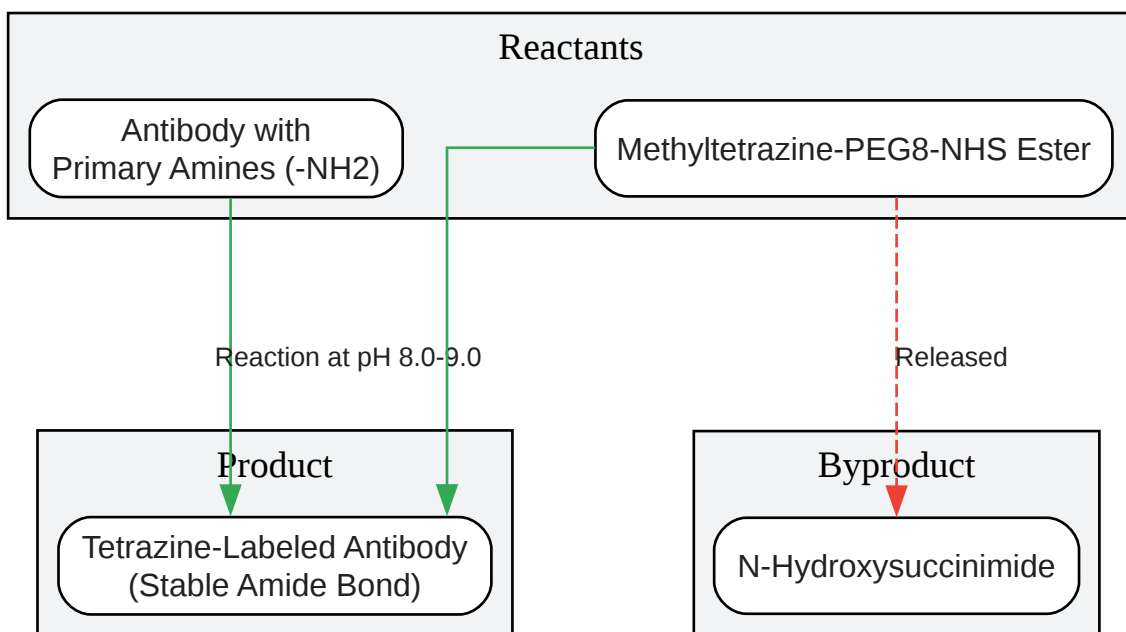 Reactants
Antibody with
Primary Amines (-NH2)
Methyltetrazine-PEG8-NHS Ester
Reaction at pH 8.0-9.0
Released
Product
Byproduct
Tetrazine-Labeled Antibody
(Stable Amide Bond)
N-Hydroxysuccinimide